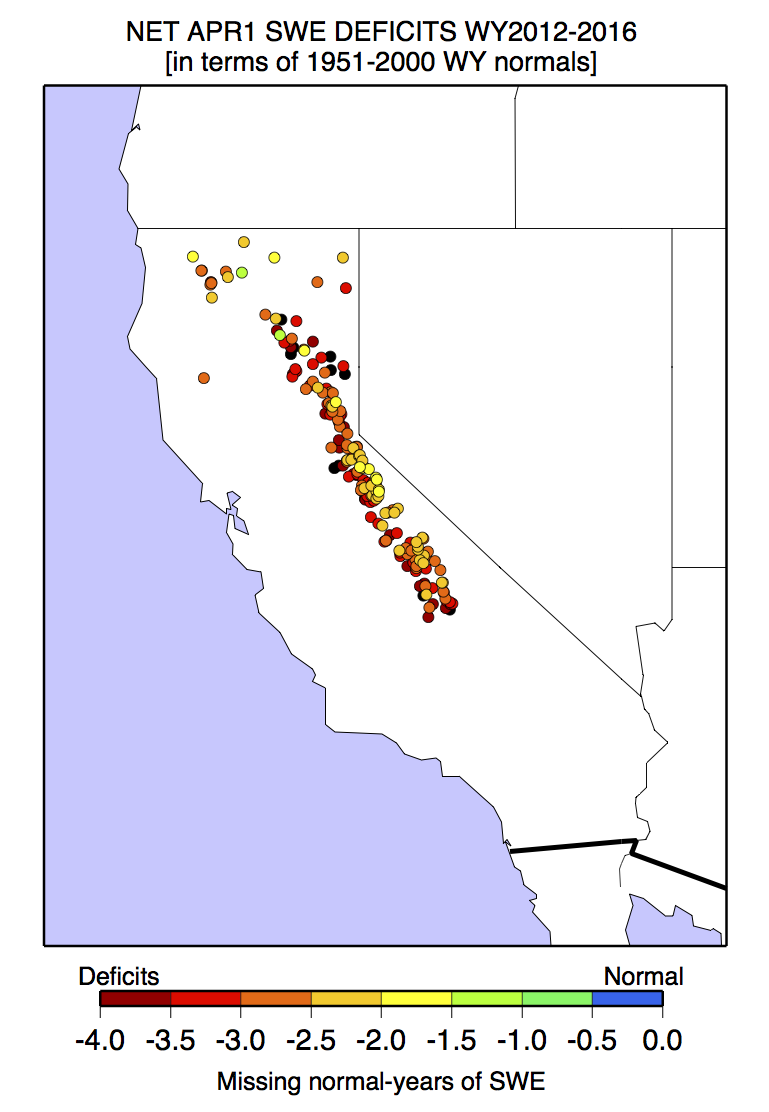 NET APR1 SWE DEFICITS WY2012-2016
[in terms of 1951-2000 WY normals]
Deficits Normal
-4.0 -3.5 -3.0 -2.5 -2.0 -1.5 -1.0 -0.5 0.0
Missing normal-years of SWE